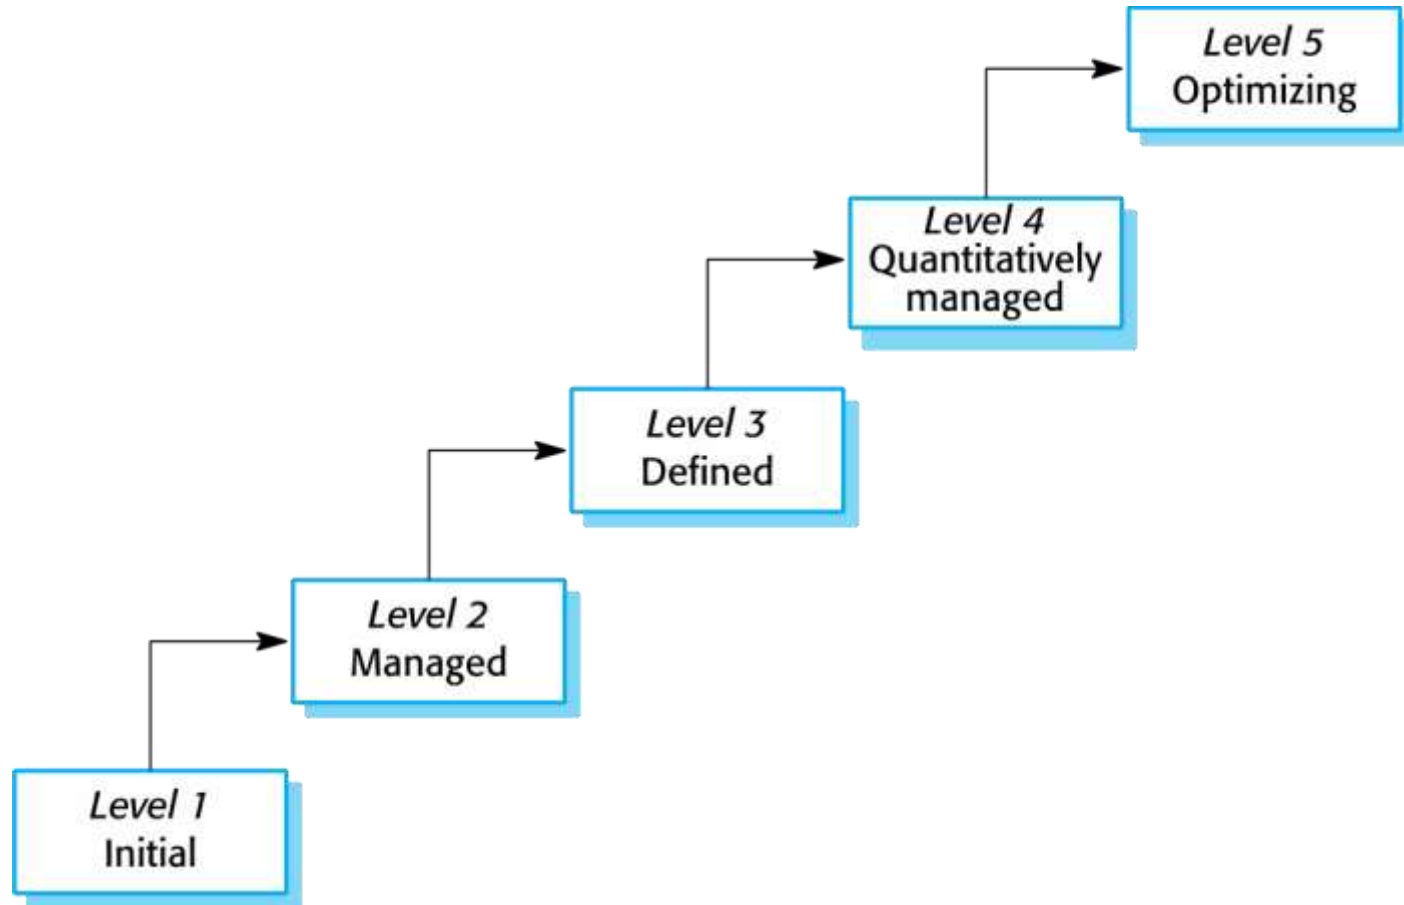 Level 5
Optimizing
Level 4
Quantitatively
managed
Level 3
Defined
Level 2
Managed
Level 1
Initial